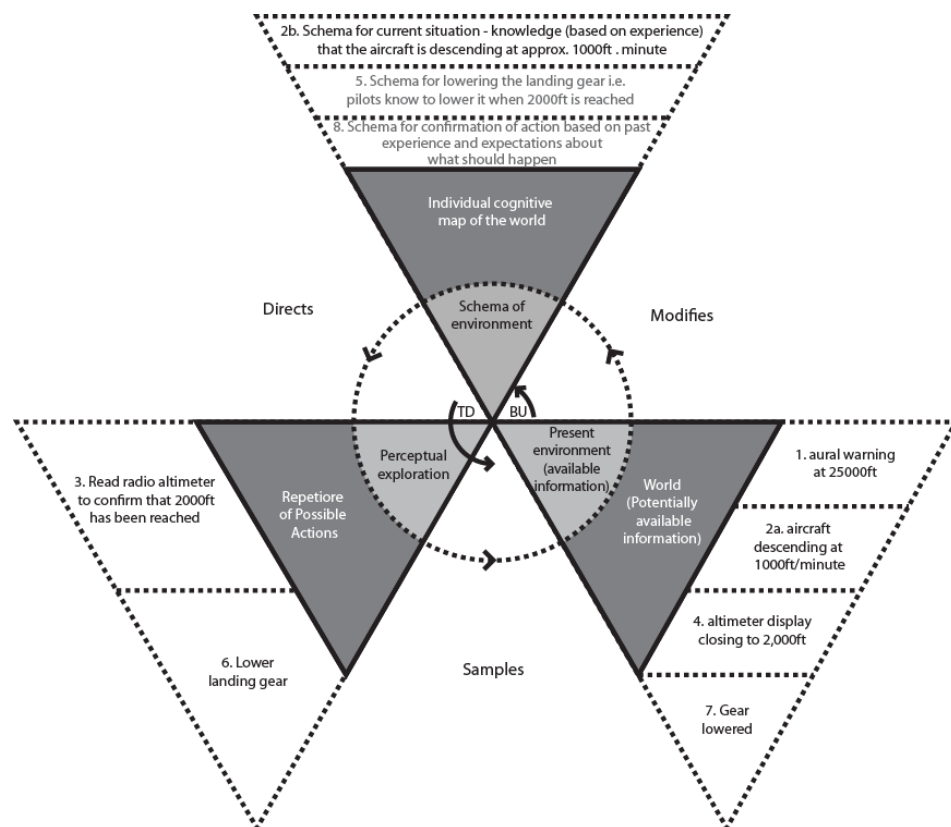 2b. Schema for current situation - knowledge (based on experience)
that the aircraft is descending at approx. 1000ft . minute
5. Schema for lowering the landing gear i.e.
pilots know to lower it when 2000ft is reached
8. Schema for confirmation of action based on past
experience and expectations about
what should happen
Individual cognitive
map of the world
Directs
Schema of
environment
Modifies
TD
BU
3. Read radio altimeter
to confirm that 2000ft
has been reached
Repetiore
of Possible
Actions
Perceptual
exploration
Present
environment
(available
information)
World
(Potentially
available
information)
1. aural warning
at 25000ft
2a. aircraft
descending at
1000ft/minute
4. altimeter display
closing to 2,000ft
6. Lower
landing gear
Samples
7. Gear
lowered